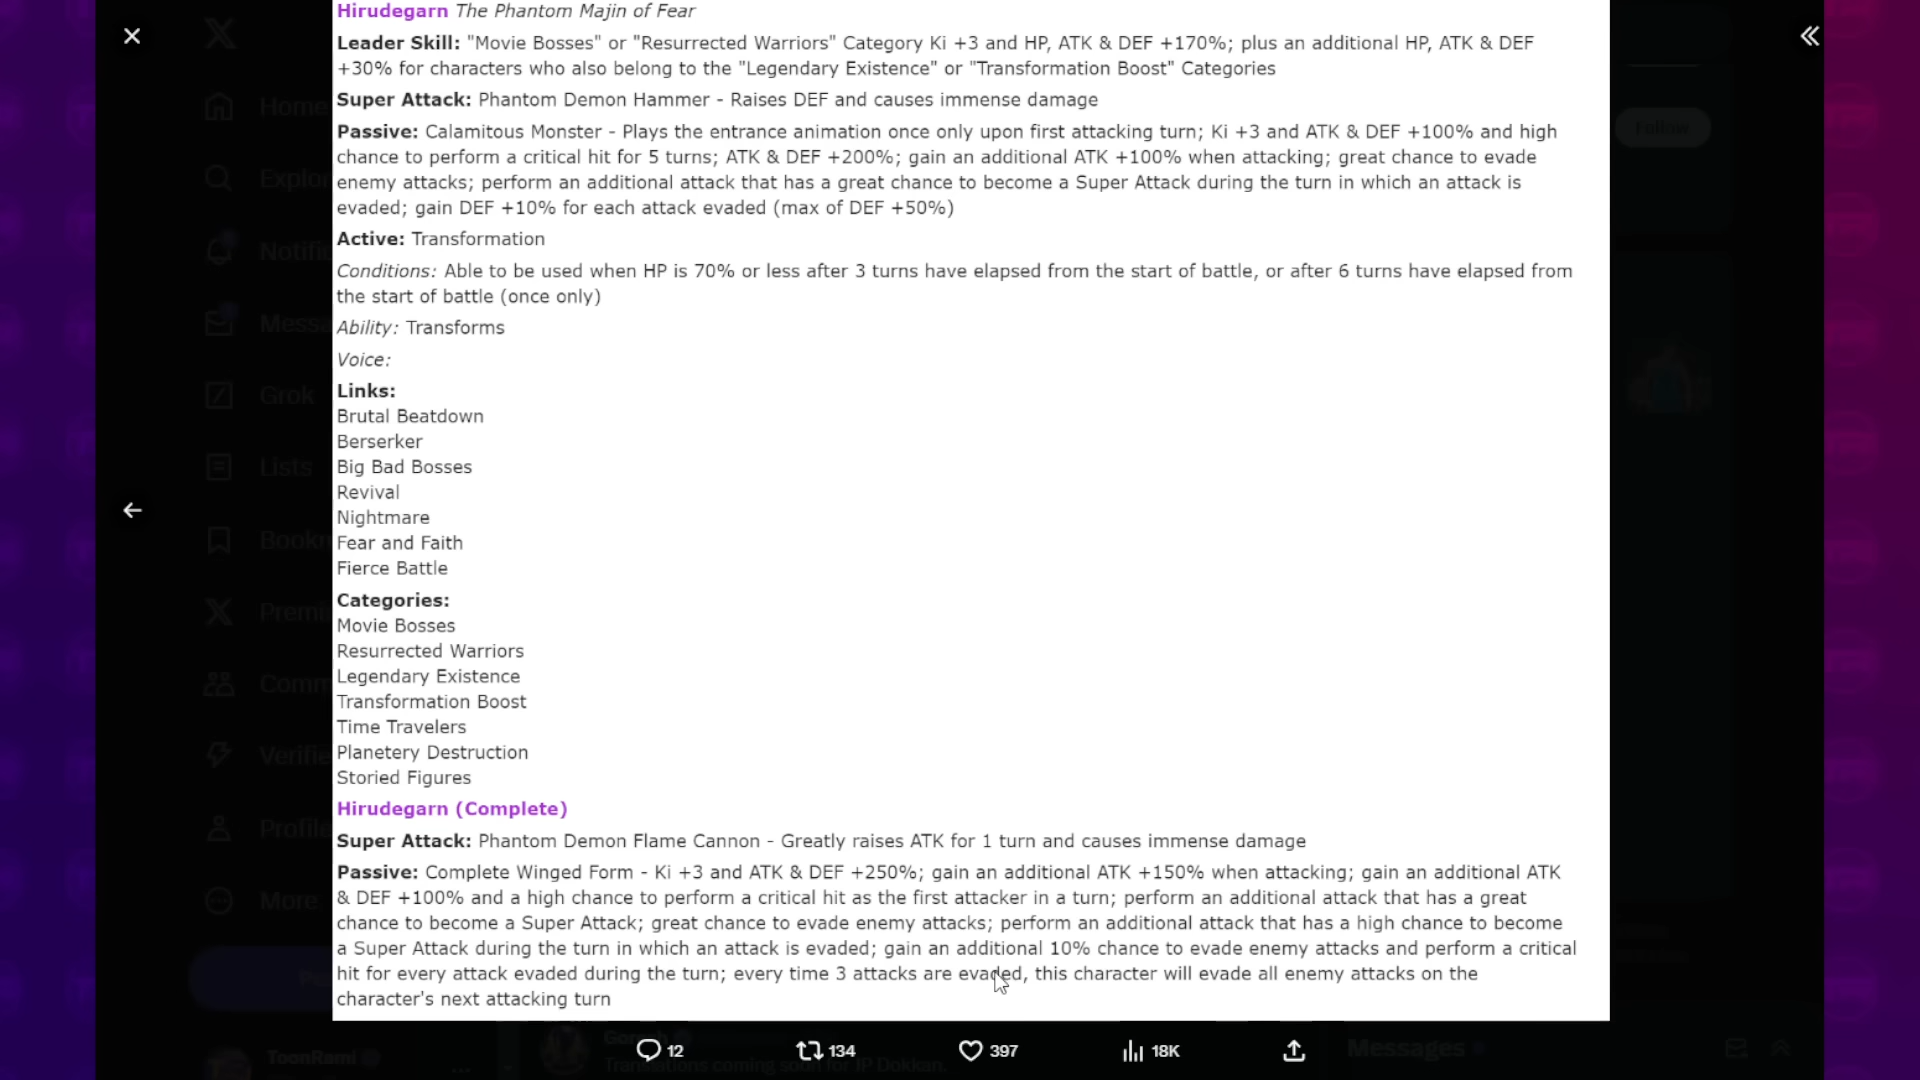 Hirudegarn The Phantom Majin of Fear
Leader Skill: "Movie Bosses" or "Resurrected Warriors" Category Ki +3 and HP, ATK & DEF +170%; plus an additional HP, ATK & DEF
+30% for characters who also belong to the "Legendary Existence" or "Transformation Boost" Categories
Super Attack: Phantom Demon Hammer - Raises DEF and causes immense damage
Passive: Calamitous Monster - Plays the entrance animation once only upon first attacking turn; Ki +3 and ATK & DEF +100% and high
chance to perform a critical hit for 5 turns; ATK & DEF +200%; gain an additional ATK +100% when attacking; great chance to evade
enemy attacks; perform an additional attack that has a great chance to become a Super Attack during the turn in which an attack is
evaded; gain DEF +10% for each attack evaded (max of DEF +50%)
Active: Transformation
Conditions: Able to be used when HP is 70% or less after 3 turns have elapsed from the start of battle, or after 6 turns have elapsed from
the start of battle (once only)
Ability: Transforms
Voice:
Links:
Brutal Beatdown
Berserker
Big Bad Bosses
Revival
Nightmare
Fear and Faith
Fierce Battle
Categories:
Movie Bosses
Resurrected Warriors
Legendary Existence
Transformation Boost
Time Travelers
Planetery Destruction
Storied Figures
Hirudegarn (Complete)
Super Attack: Phantom Demon Flame Cannon - Greatly raises ATK for 1 turn and causes immense damage
Passive: Complete Winged Form - Ki +3 and ATK & DEF +250%; gain an additional ATK +150% when attacking; gain an additional ATK
& DEF +100% and a high chance to perform a critical hit as the first attacker in a turn; perform an additional attack that has a great
chance to become a Super Attack; great chance to evade enemy attacks; perform an additional attack that has a high chance to become
a Super Attack during the turn in which an attack is evaded; gain an additional 10% chance to evade enemy attacks and perform a critical
hit for every attack evaded during the turn; every time 3 attacks are evaded, this character will evade all enemy attacks on the
character's next attacking turn
12 134 397 18K
Home
Grok
Lists
More
Follow
ToonRami
Translations coming soon for JP Dokkan.
Messages